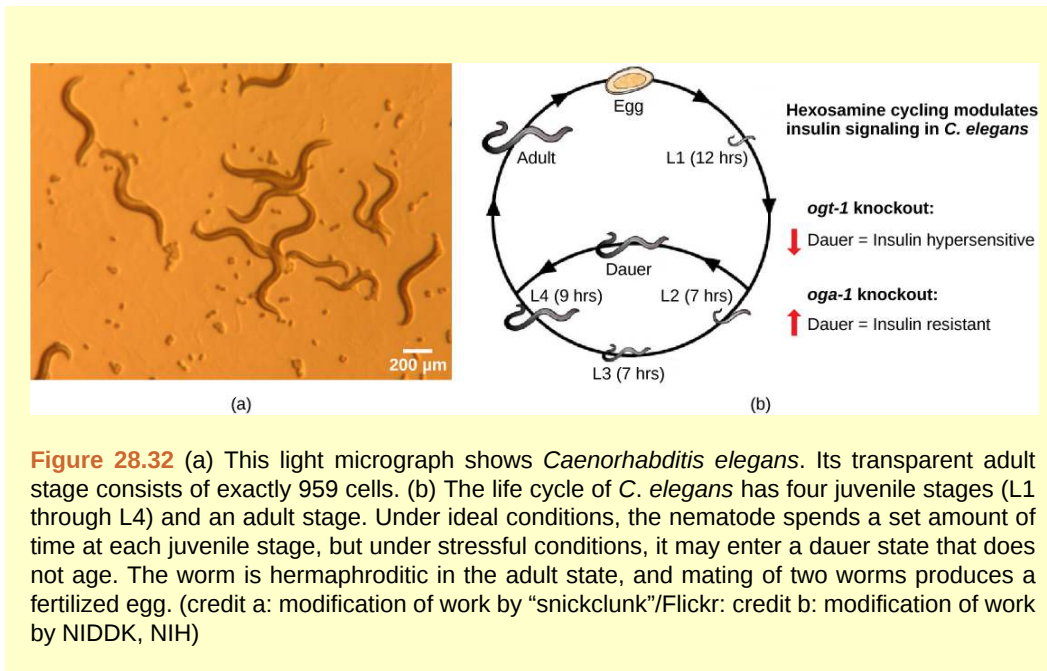 200 µm
(a)
Egg
Adult
L1 (12 hrs)
Dauer
L4 (9 hrs)
L2 (7 hrs)
L3 (7 hrs)
(b)
Hexosamine cycling modulates
insulin signaling in C. elegans
ogt-1 knockout:
Dauer = Insulin hypersensitive
oga-1 knockout:
Dauer = Insulin resistant
Figure 28.32 (a) This light micrograph shows Caenorhabditis elegans. Its transparent adult
stage consists of exactly 959 cells. (b) The life cycle of C. elegans has four juvenile stages (L1
through L4) and an adult stage. Under ideal conditions, the nematode spends a set amount of
time at each juvenile stage, but under stressful conditions, it may enter a dauer state that does
not age. The worm is hermaphroditic in the adult state, and mating of two worms produces a
fertilized egg. (credit a: modification of work by “snickclunk”/Flickr: credit b: modification of work
by NIDDK, NIH)